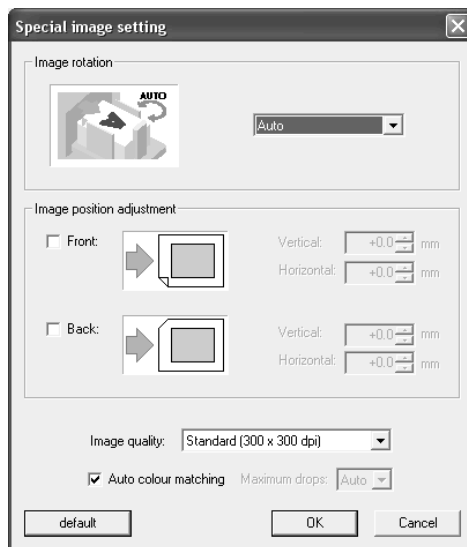 Special image setting
Image rotation
AUTO
Auto
Image position adjustment
Front:
Vertical: +0.0 mm
Horizontal: +0.0 mm
Back:
Vertical: +0.0 mm
Horizontal: +0.0 mm
Image quality: Standard (300 x 300 dpi)
Auto colour matching Maximum drops: Auto
default OK Cancel